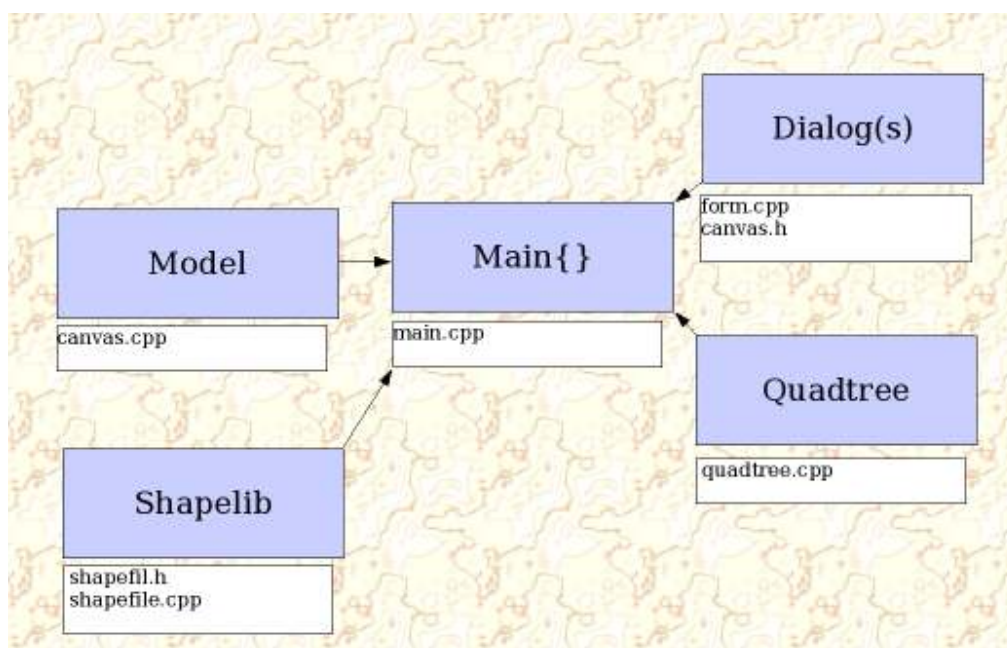 Dialog(s)
form.cpp
canvas.h
Model
canvas.cpp
Main{}
main.cpp
Quadtree
quadtree.cpp
Shapelib
shapefil.h
shapefile.cpp